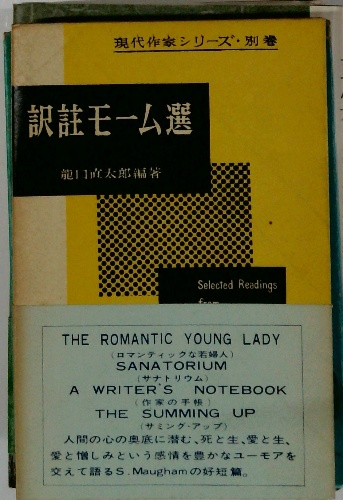 現代作家シリーズ・別巻
訳註モーム選
龍口直太郎編著
Selected Readings
from
THE ROMANTIC YOUNG LADY
(ロマンティックな若婦人)
SANATORIUM
(サナトリウム)
A WRITER'S NOTEBOOK
(作家の手帳)
THE SUMMING UP
(サミング・アップ)
人間の心の奥底に潜む、死と生、愛と生、
愛と憎しみという感情を豊かなユーモアを
交えて語るS.Maughamの好短篇。